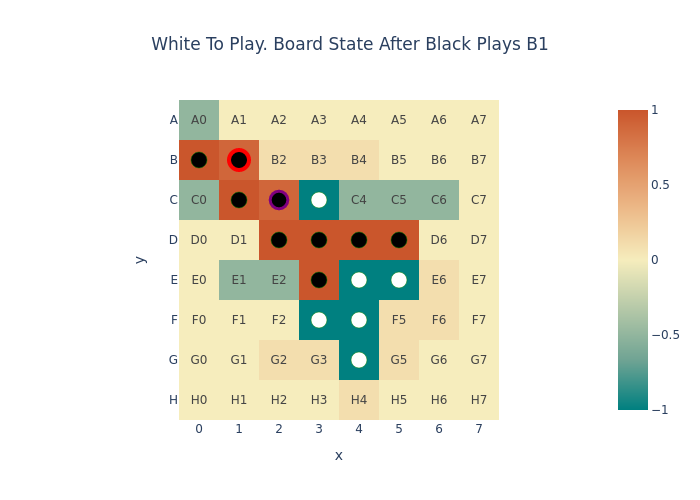 White To Play. Board State After Black Plays B1
A A0 A1 A2 A3 A4 A5 A6 A7 1
B B2 B3 B4 B5 B6 B7
C C0 C4 C5 C6 C7 0.5
D D0 D1 D6 D7
y
0
E E0 E1 E2 E6 E7
F F0 F1 F2 F5 F6 F7 −0.5
G G0 G1 G2 G3 G5 G6 G7
H H0 H1 H2 H3 H4 H5 H6 H7 −1
0 1 2 3 4 5 6 7
x